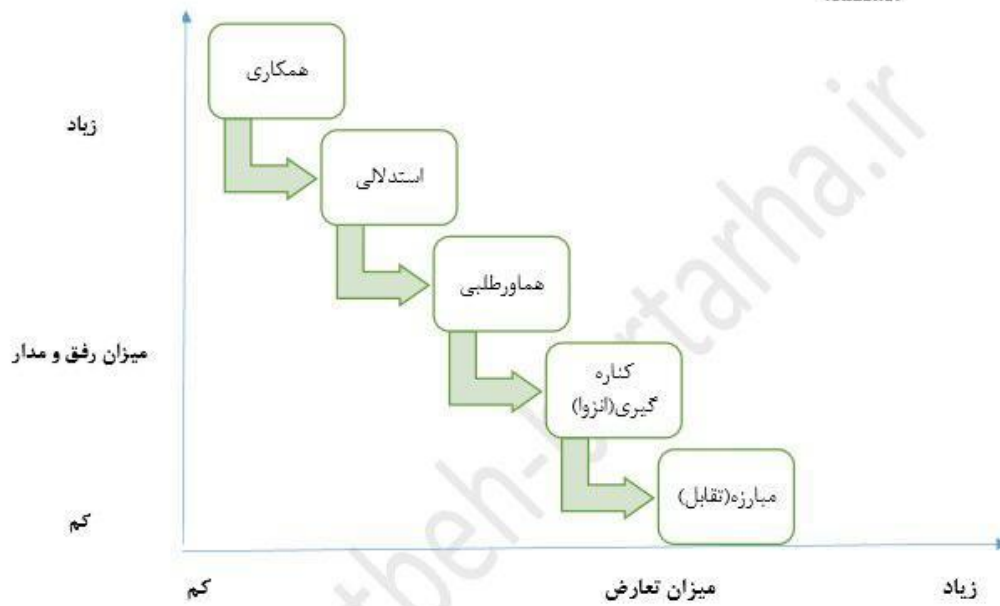 همکاری
زیاد
استدلالی
هماورطلبی
میزان رفق و مدار
کناره
گیری(انزوا)
مبارزه(تقابل)
کم
کم
میزان تعارض
زیاد